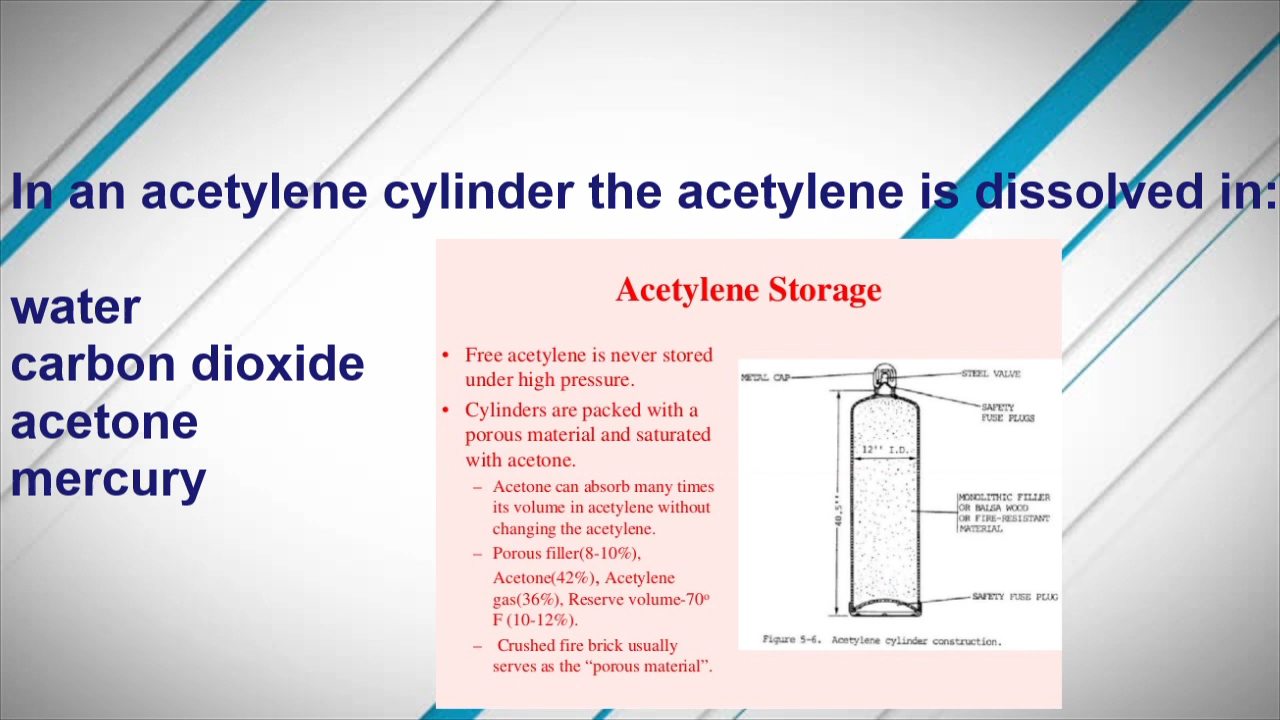 In an acetylene cylinder the acetylene is dissolved in:
water
carbon dioxide
acetone
mercury
Acetylene Storage
• Free acetylene is never stored
under high pressure.
• Cylinders are packed with a
porous material and saturated
with acetone.
– Acetone can absorb many times
its volume in acetylene without
changing the acetylene.
– Porous filler(8-10%),
Acetone(42%), Acetylene
gas(36%), Reserve volume-70º
F (10-12%).
– Crushed fire brick usually
serves as the “porous material”.
METAL CAP
STEEL VALVE
SAFETY
FUSE PLUGS
12'' I.D.
40.5''
MONOLITHIC FILLER
OR BALSA WOOD
OR FIRE-RESISTANT
MATERIAL
SAFETY FUSE PLUG
Figure 5-6. Acetylene cylinder construction.